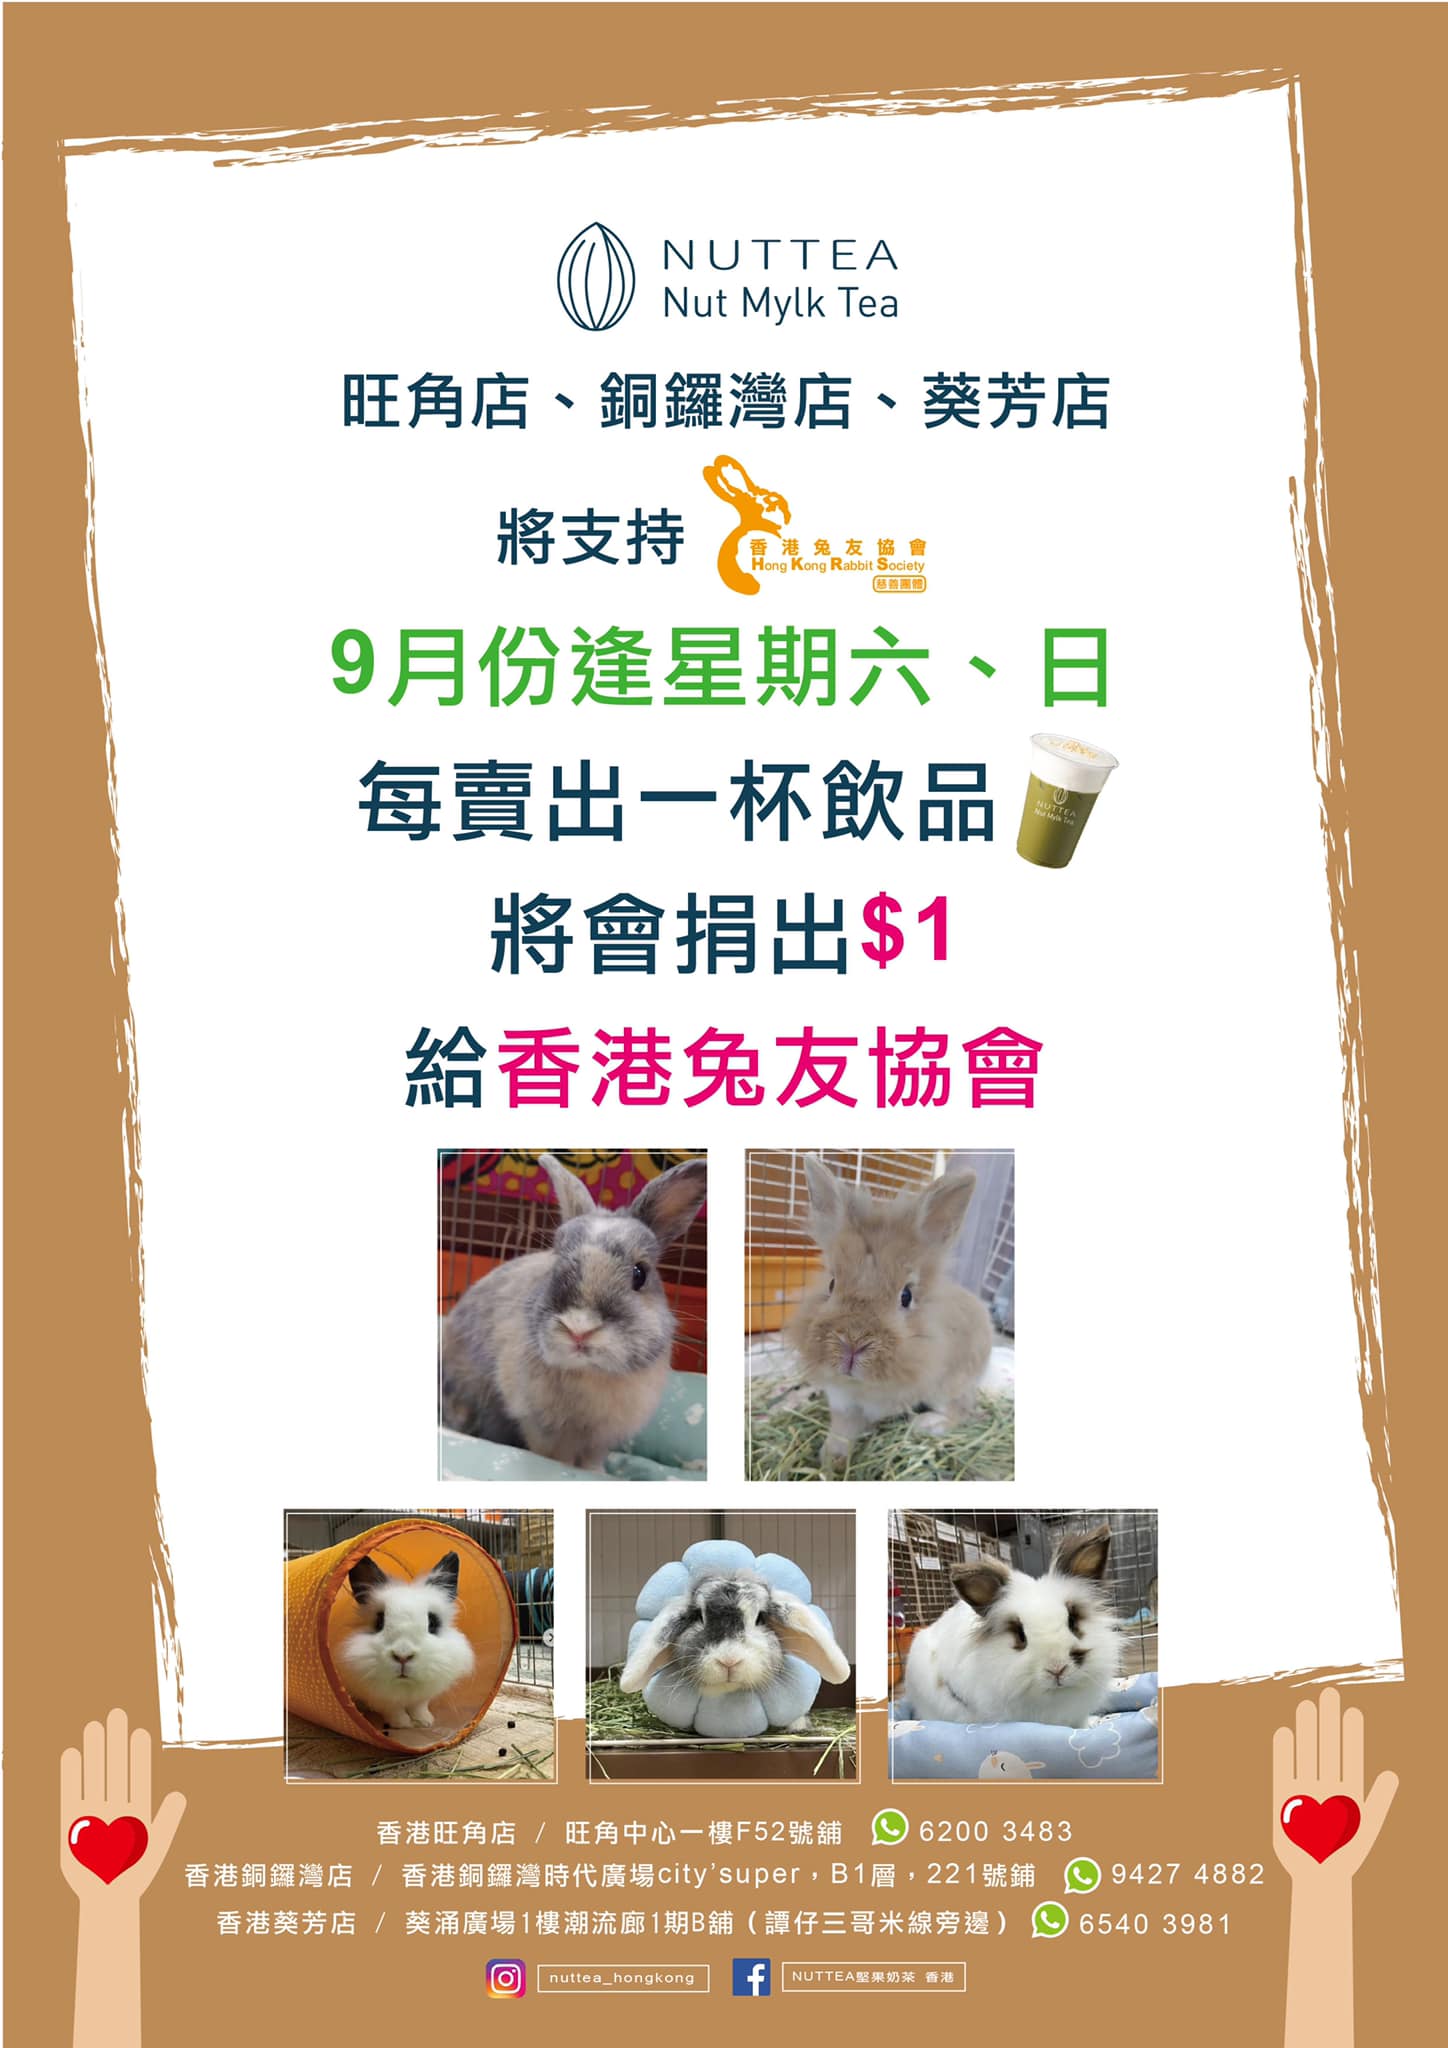 NUTTEA
Nut Mylk Tea
旺角店、銅鑼灣店、葵芳店
將支持
香港兔友協會
Hong Kong Rabbit Society
慈善團體
9月份逢星期六、日
每賣出一杯飲品
NUTTEA
Nut Mylk Tea
將會捐出$1
給香港兔友協會
香港旺角店 / 旺角中心一樓F52號舖 6200 3483
香港銅鑼灣店 / 香港銅鑼灣時代廣場city’super，B1層，221號鋪 9427 4882
香港葵芳店 / 葵涌廣場1樓潮流廊1期B舖（譚仔三哥米線旁邊） 6540 3981
nuttea_hongkong
NUTTEA堅果奶茶 香港